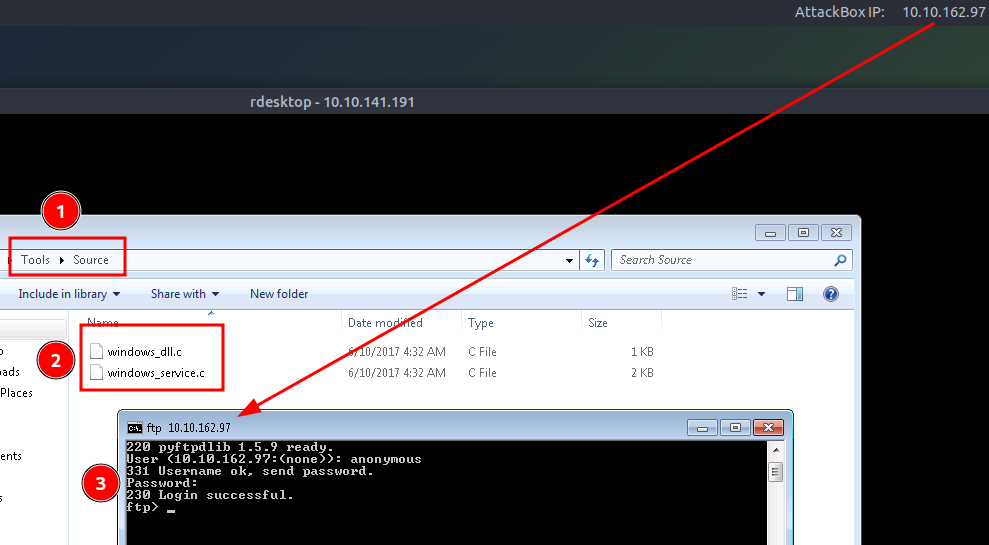 AttackBox IP: 10.10.162.97
rdesktop - 10.10.141.191
1
Tools Source
Search Source
Include in library Share with New folder
Name Date modified Type Size
windows_dll.c 6/10/2017 4:32 AM C File 1 KB
2
windows_service.c 6/10/2017 4:32 AM C File 2 KB
Places
ftp 10.10.162.97
220 pyftpdlib 1.5.9 ready.
User (10.10.162.97:(none)): anonymous
331 Username ok, send password.
3
Password:
230 Login successful.
ftp> _